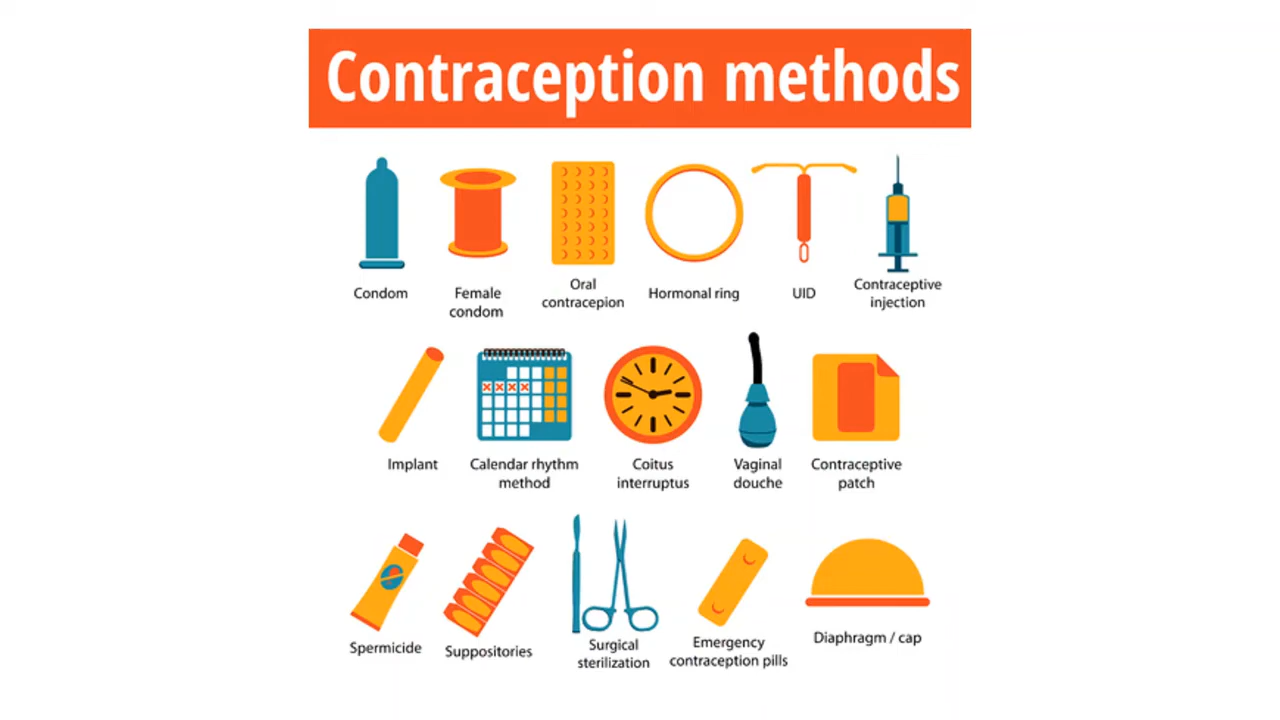 Contraception methods
Condom
Female
condom
Oral
contracepion
Hormonal ring
UID
Contraceptive
injection
Implant
Calendar rhythm
method
Coitus
interruptus
Vaginal
douche
Contraceptive
patch
Spermicide
Suppositories
Surgical
sterilization
Emergency
contraception pills
Diaphragm / cap